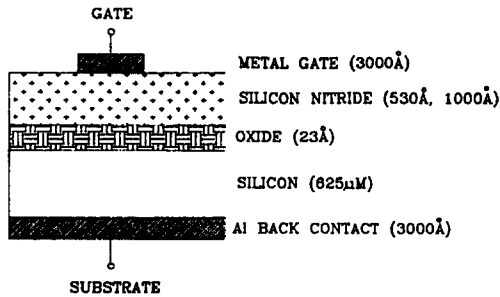 GATE
METAL GATE (3000Å)
SILICON NITRIDE (530Å, 1000Å)
OXIDE (23Å)
SILICON (625µM)
Al BACK CONTACT (3000Å)
SUBSTRATE